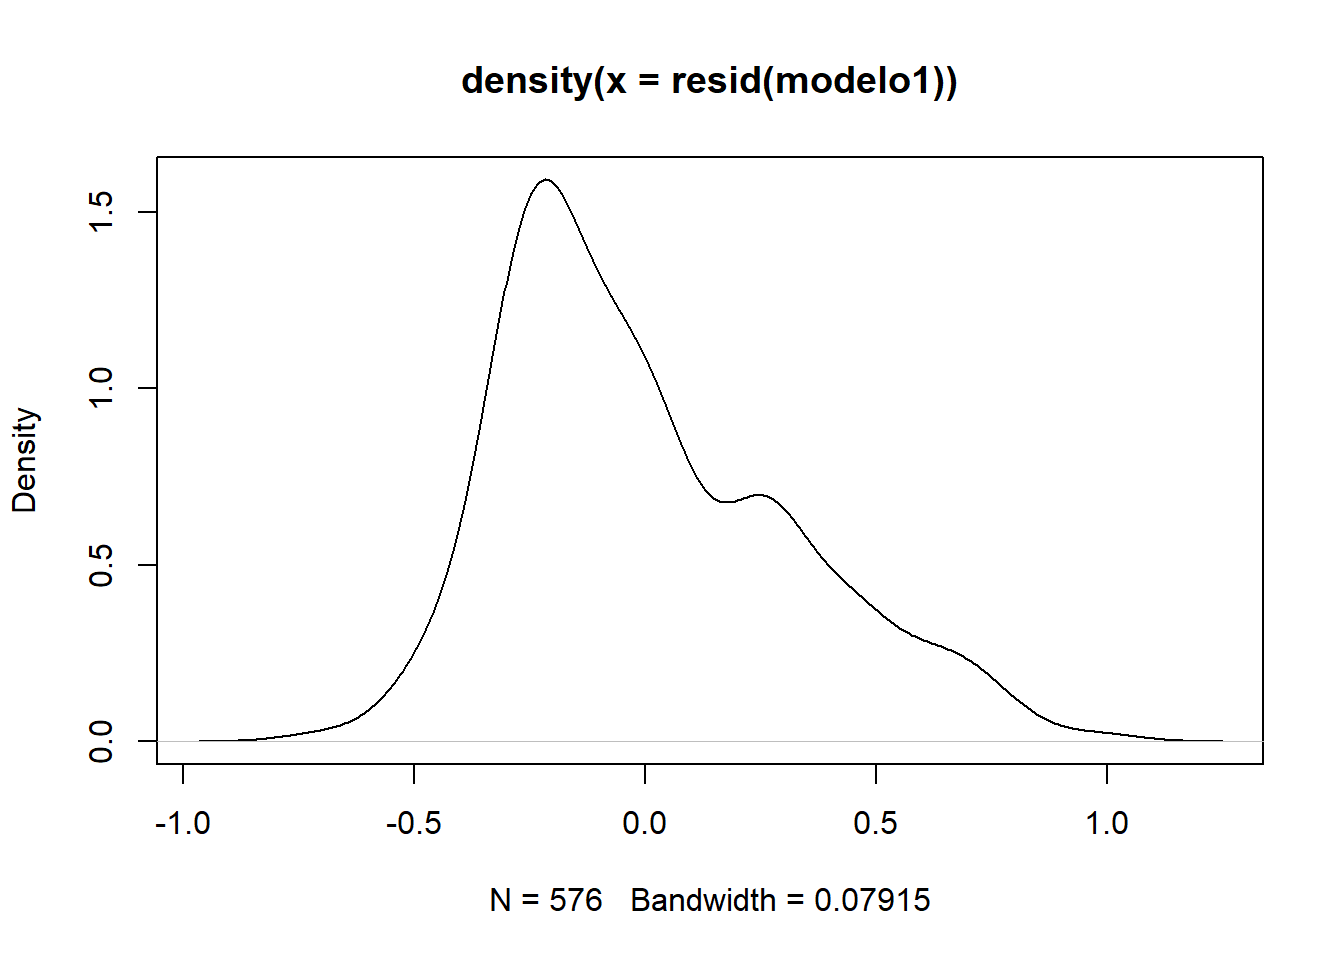 density(x = resid(modelo1))
Density
1.5
1.0
0.5
0.0
-1.0 -0.5 0.0 0.5 1.0
N = 576 Bandwidth = 0.07915